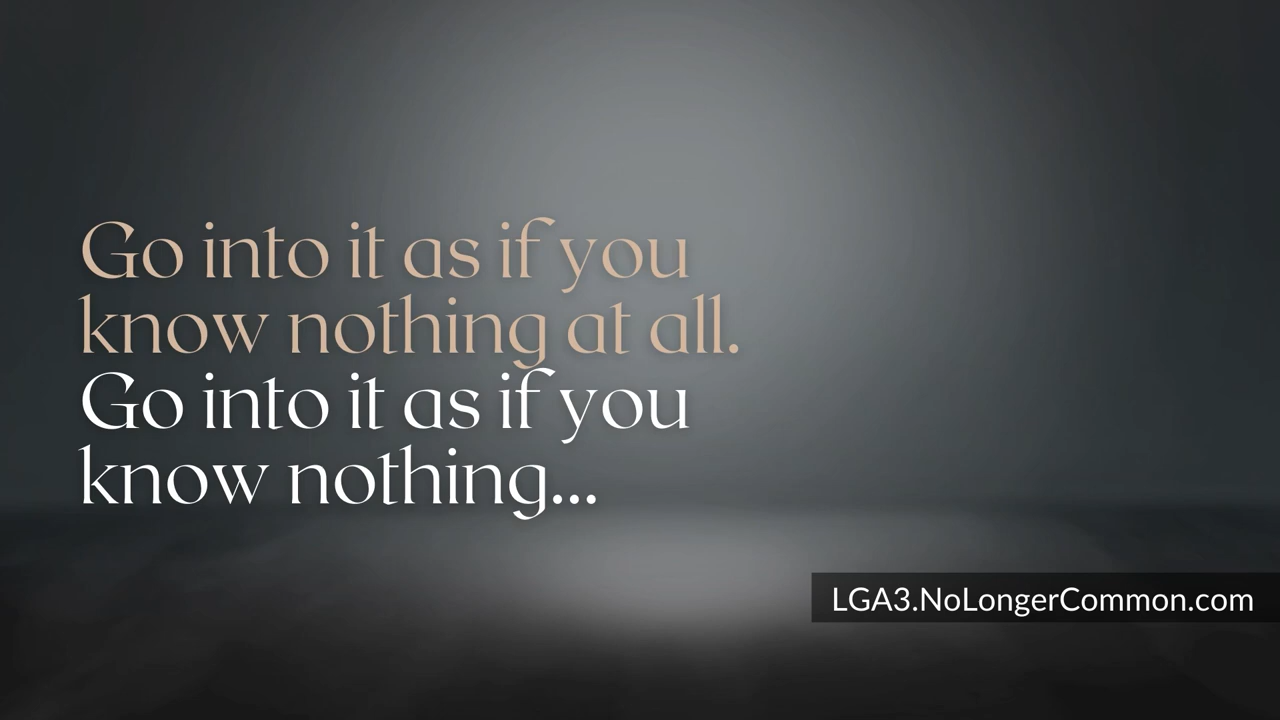 Go into it as if you
know nothing at all.
Go into it as if you
know nothing...
LGA3.NoLongerCommon.com